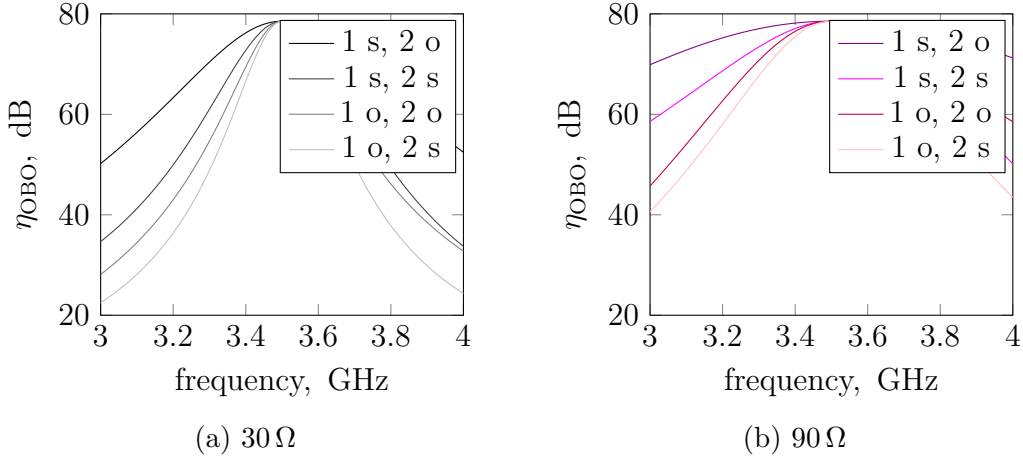 80
60
40
20
3
3.2
3.4
3.6
3.8
4
η_OBO, dB
frequency, GHz
1 s, 2 o
1 s, 2 s
1 o, 2 o
1 o, 2 s
(a) 30 Ω
80
60
40
20
3
3.2
3.4
3.6
3.8
4
η_OBO, dB
frequency, GHz
1 s, 2 o
1 s, 2 s
1 o, 2 o
1 o, 2 s
(b) 90 Ω